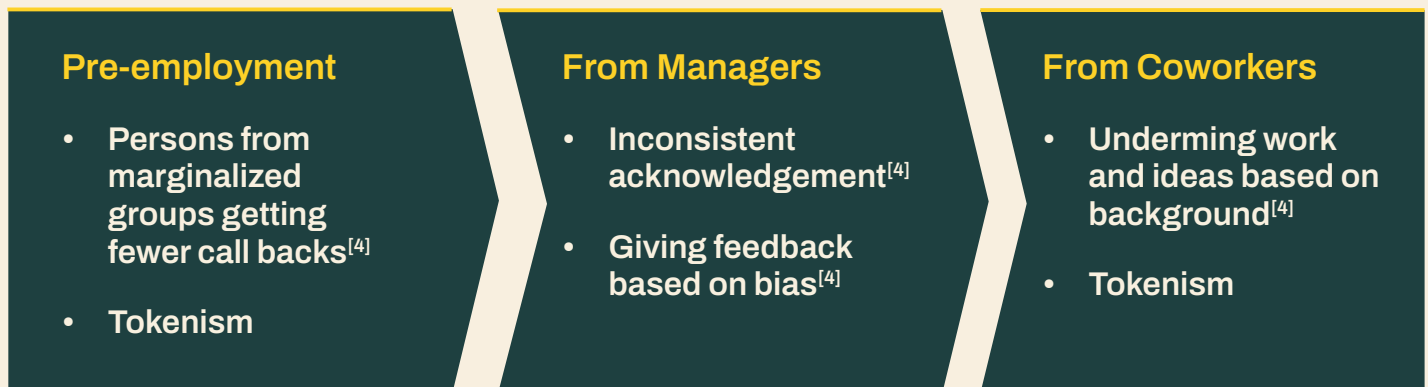 Pre-employment
• Persons from
marginalized
groups getting
fewer call backs[4]
• Tokenism
From Managers
• Inconsistent
acknowledgement[4]
• Giving feedback
based on bias[4]
From Coworkers
• Underming work
and ideas based on
background[4]
• Tokenism